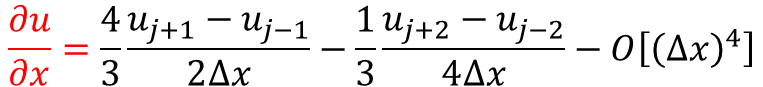 ∂u/∂x = 4/3 (u_{j+1} − u_{j−1})/(2Δx) − 1/3 (u_{j+2} − u_{j−2})/(4Δx) − O[(Δx)^4]